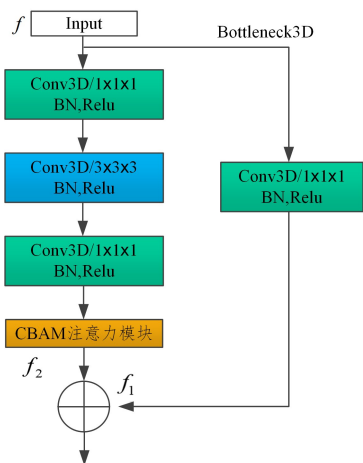 f
Input
Bottleneck3D
Conv3D/1x1x1
BN,Relu
Conv3D/3x3x3
BN,Relu
Conv3D/1x1x1
BN,Relu
Conv3D/1x1x1
BN,Relu
CBAM注意力模块
f₂
f₁